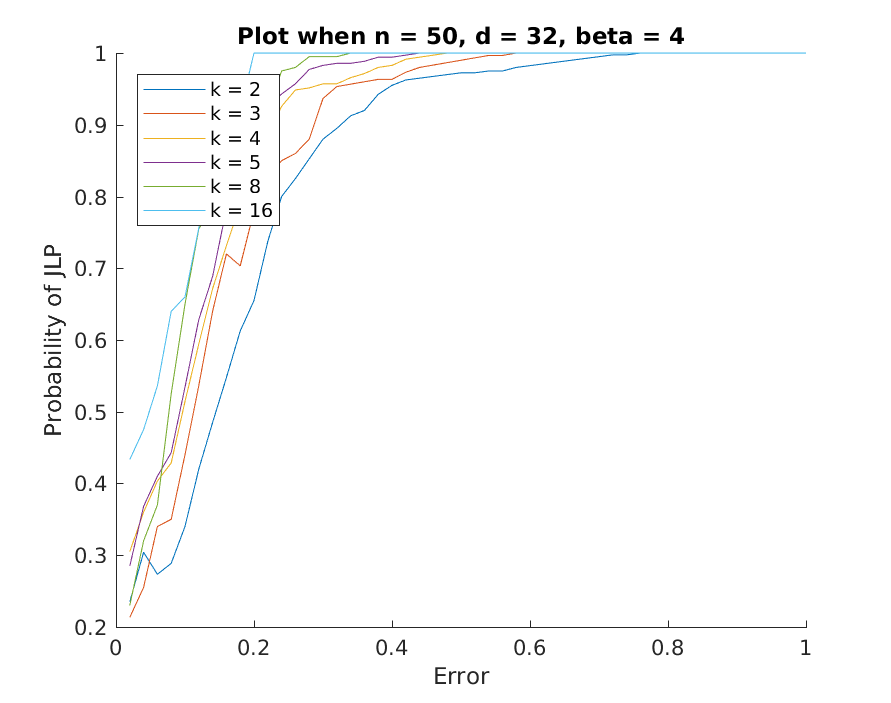 Plot when n = 50, d = 32, beta = 4
1
0.9
0.8
0.7
0.6
0.5
0.4
0.3
0.2
Probability of JLP
k = 2
k = 3
k = 4
k = 5
k = 8
k = 16
0 0.2 0.4 0.6 0.8 1
Error